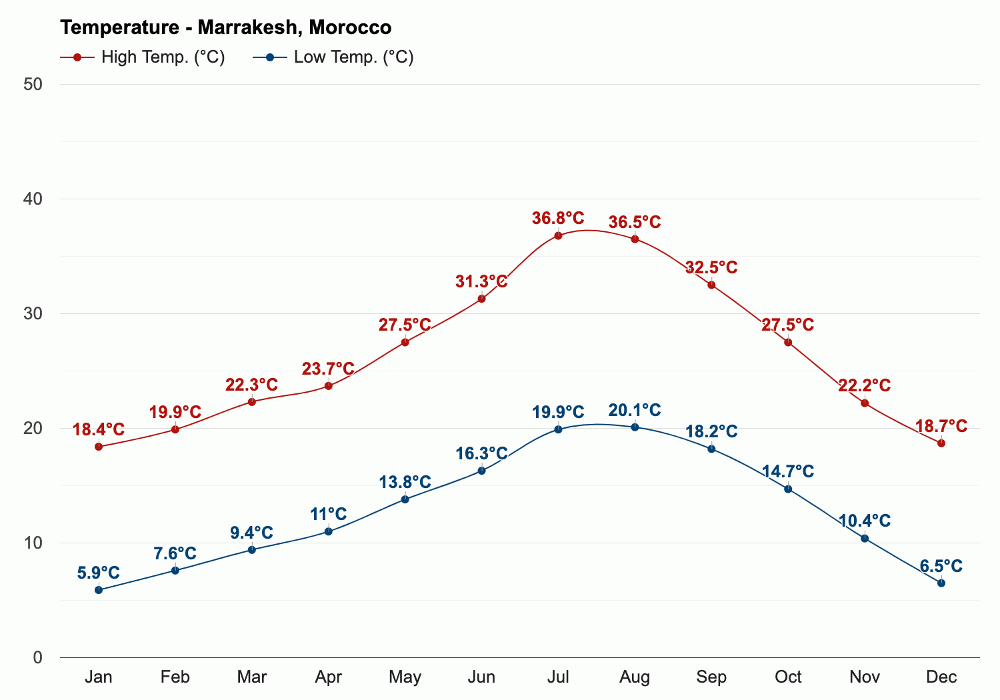 Temperature - Marrakesh, Morocco
High Temp. (°C) Low Temp. (°C)
50
40
36.8°C 36.5°C
32.5°C
31.3°C
30
27.5°C 27.5°C
23.7°C
22.3°C 22.2°C
19.9°C 19.9°C 20.1°C
20 18.4°C 18.2°C 18.7°C
16.3°C
14.7°C
13.8°C
11°C 10.4°C
9.4°C
10
7.6°C
5.9°C 6.5°C
0
Jan Feb Mar Apr May Jun Jul Aug Sep Oct Nov Dec